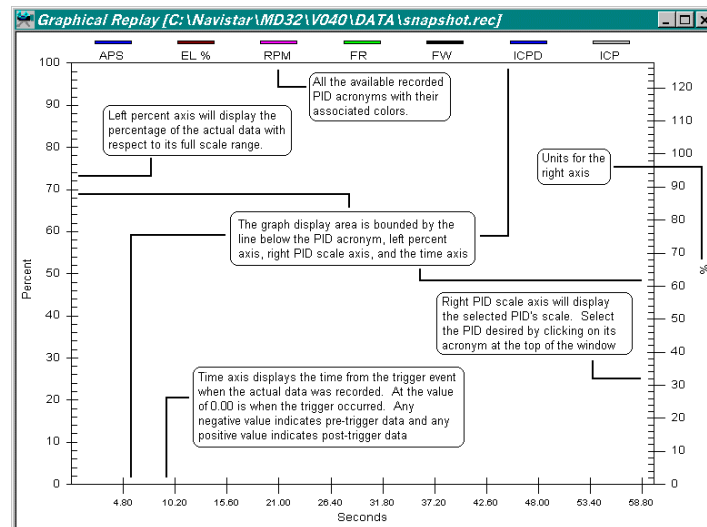 Graphical Replay [C:\Navistar\MD32\V040\DATA\snapshot.rec]
APS EL % RPM FR FW ICPD ICP
All the available recorded
PID acronyms with their
associated colors.
Left percent axis will display the
percentage of the actual data with
respect to its full scale range.
Units for the
right axis
The graph display area is bounded by the
line below the PID acronym, left percent
axis, right PID scale axis, and the time axis
Right PID scale axis will display
the selected PID's scale. Select
the PID desired by clicking on its
acronym at the top of the window
Time axis displays the time from the trigger event
when the actual data was recorded. At the value
of 0.00 is when the trigger occurred. Any
negative value indicates pre-trigger data and any
positive value indicates post-trigger data
Percent
100
90
80
70
60
50
40
30
20
10
0
120
110
100
90
80
70
60
50
40
30
20
10
0
%
4.80 10.20 15.60 21.00 26.40 31.80 37.20 42.60 48.00 53.40 58.80
Seconds